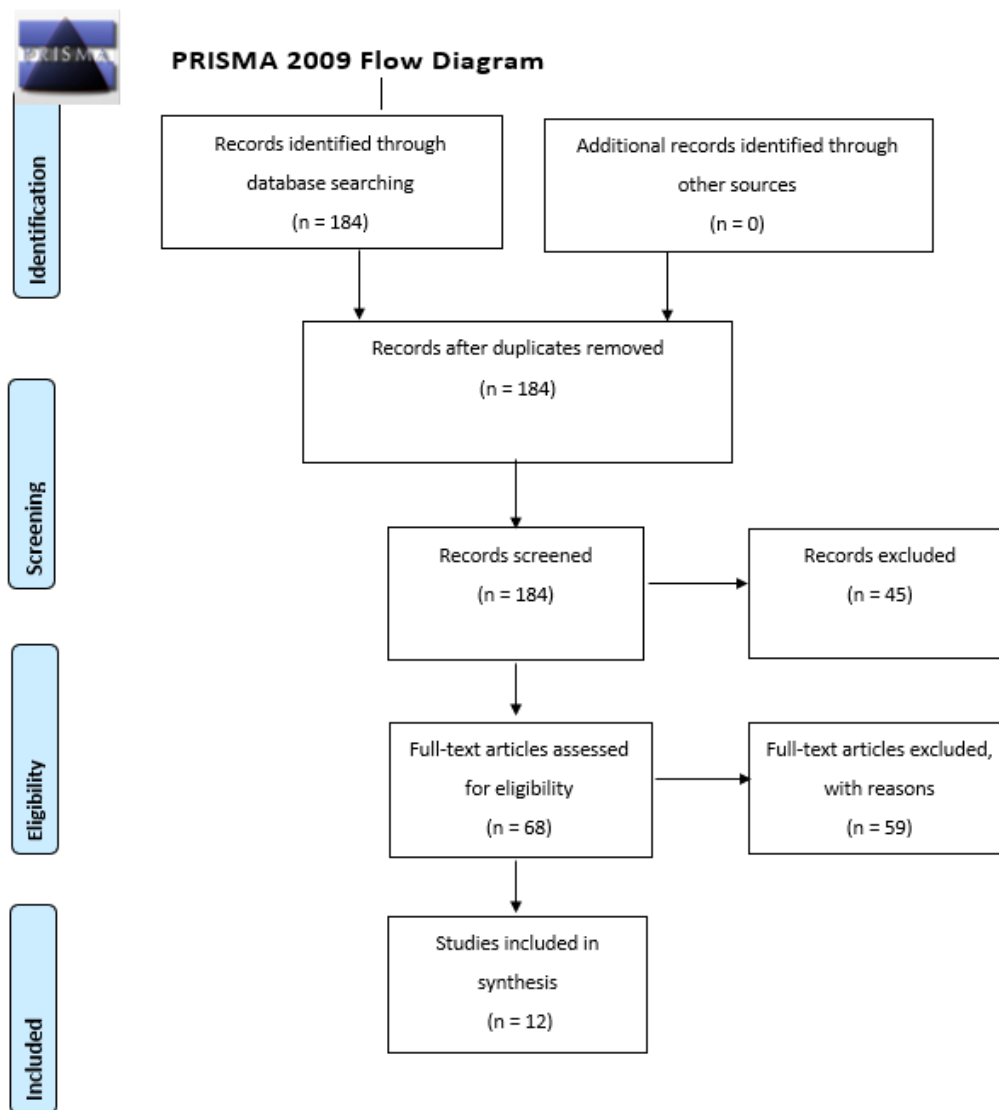 PRISMA
PRISMA 2009 Flow Diagram
Identification
Records identified through
database searching
(n = 184)
Additional records identified through
other sources
(n = 0)
Records after duplicates removed
(n = 184)
Screening
Records screened
(n = 184)
Records excluded
(n = 45)
Eligibility
Full-text articles assessed
for eligibility
(n = 68)
Full-text articles excluded,
with reasons
(n = 59)
Included
Studies included in
synthesis
(n = 12)